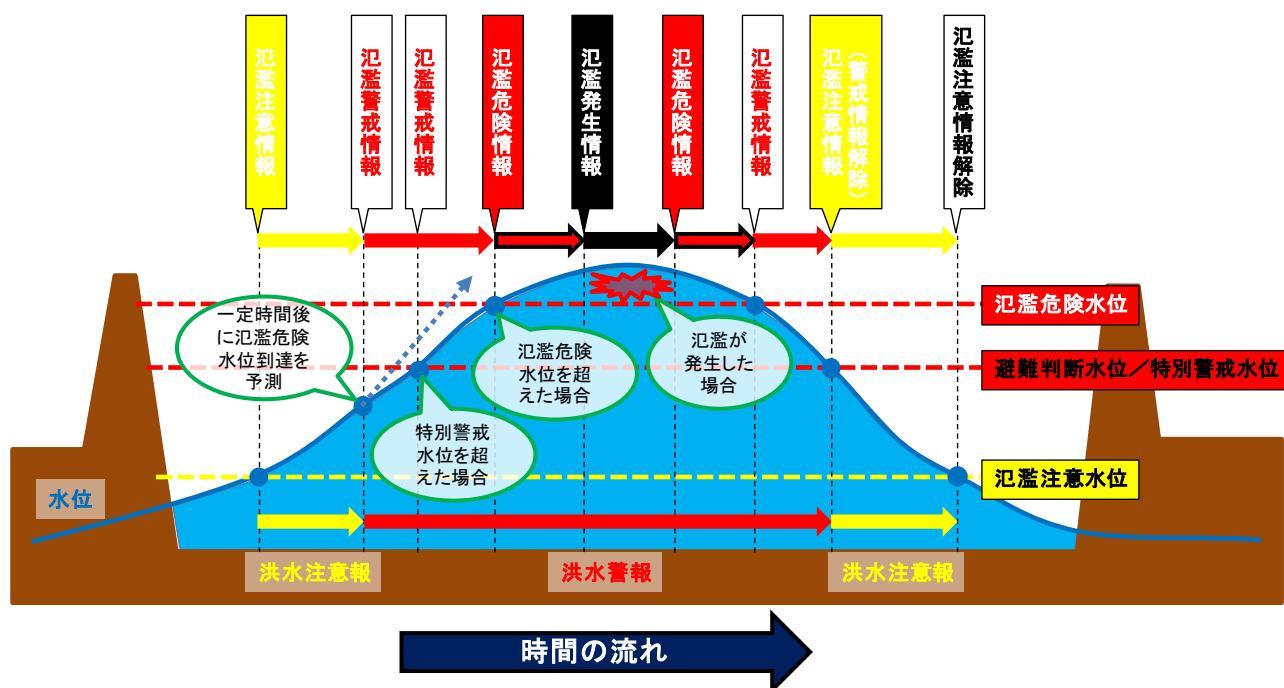 氾濫注意情報
氾濫警戒情報
氾濫警戒情報
氾濫危険情報
氾濫発生情報
氾濫危険情報
氾濫警戒情報
(警戒情報解除)
氾濫注意情報
氾濫注意情報解除
一定時間後
に氾濫危険
水位到達を
予測
特別警戒
水位を超
えた場合
氾濫危険
水位を超
えた場合
氾濫が
発生した
場合
氾濫危険水位
避難判断水位/特別警戒水位
氾濫注意水位
水位
洪水注意報
洪水警報
洪水注意報
時間の流れ